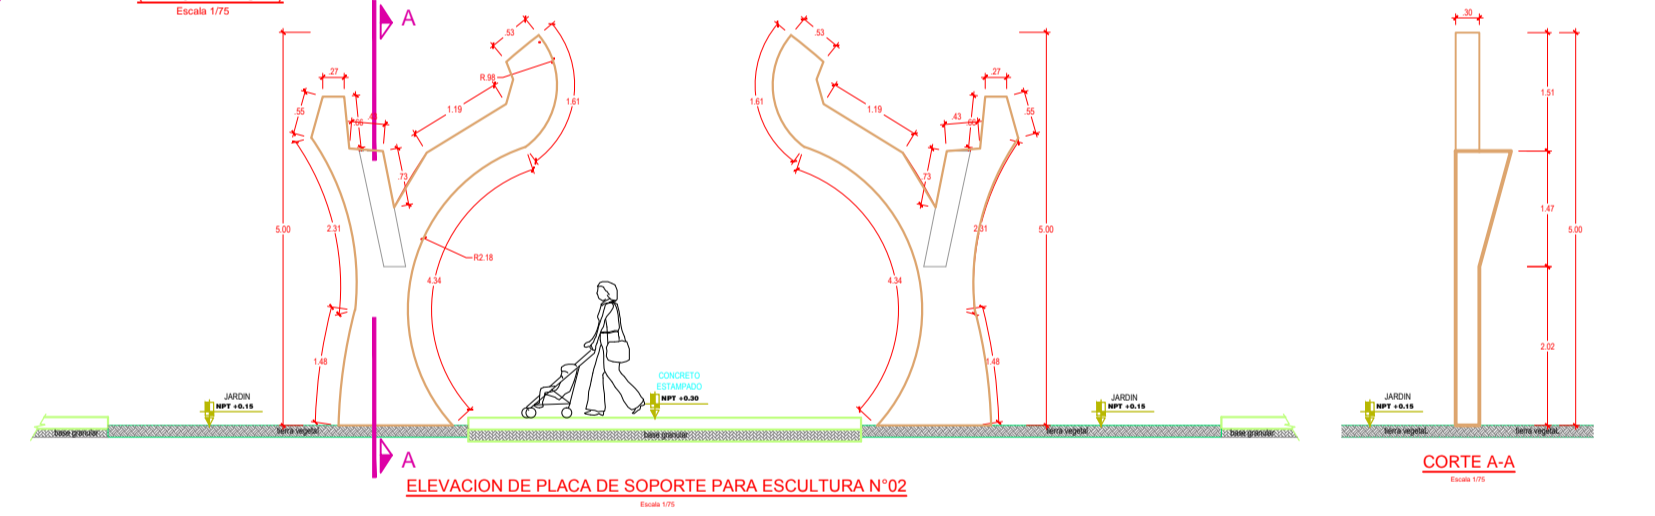 Escala 1/75
A
.53
.53
.30
.27
R.98
.27
.55
.66
.43
1.19
1.61
1.61
1.19
.43
.66
.55
1.51
.73
.73
5.00
2.31
R2.18
2.31
5.00
1.47
5.00
4.34
4.34
1.48
1.48
2.02
CONCRETO
ESTAMPADO
NPT +0.30
JARDIN
NPT +0.15
JARDIN
NPT +0.15
JARDIN
NPT +0.15
base granular
tierra vegetal
base granular
tierra vegetal
base granular
tierra vegetal.
tierra vegetal.
A
ELEVACION DE PLACA DE SOPORTE PARA ESCULTURA N°02
Escala 1/75
CORTE A-A
Escala 1/75